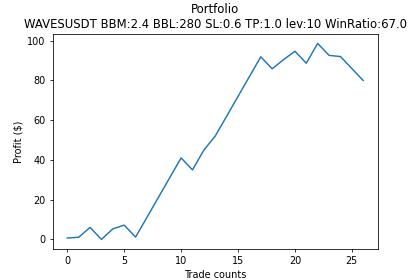 Portfolio
WAVESUSDT BBM:2.4 BBL:280 SL:0.6 TP:1.0 lev:10 WinRatio:67.0
100
80
60
40
20
0
Profit ($)
0 5 10 15 20 25
Trade counts